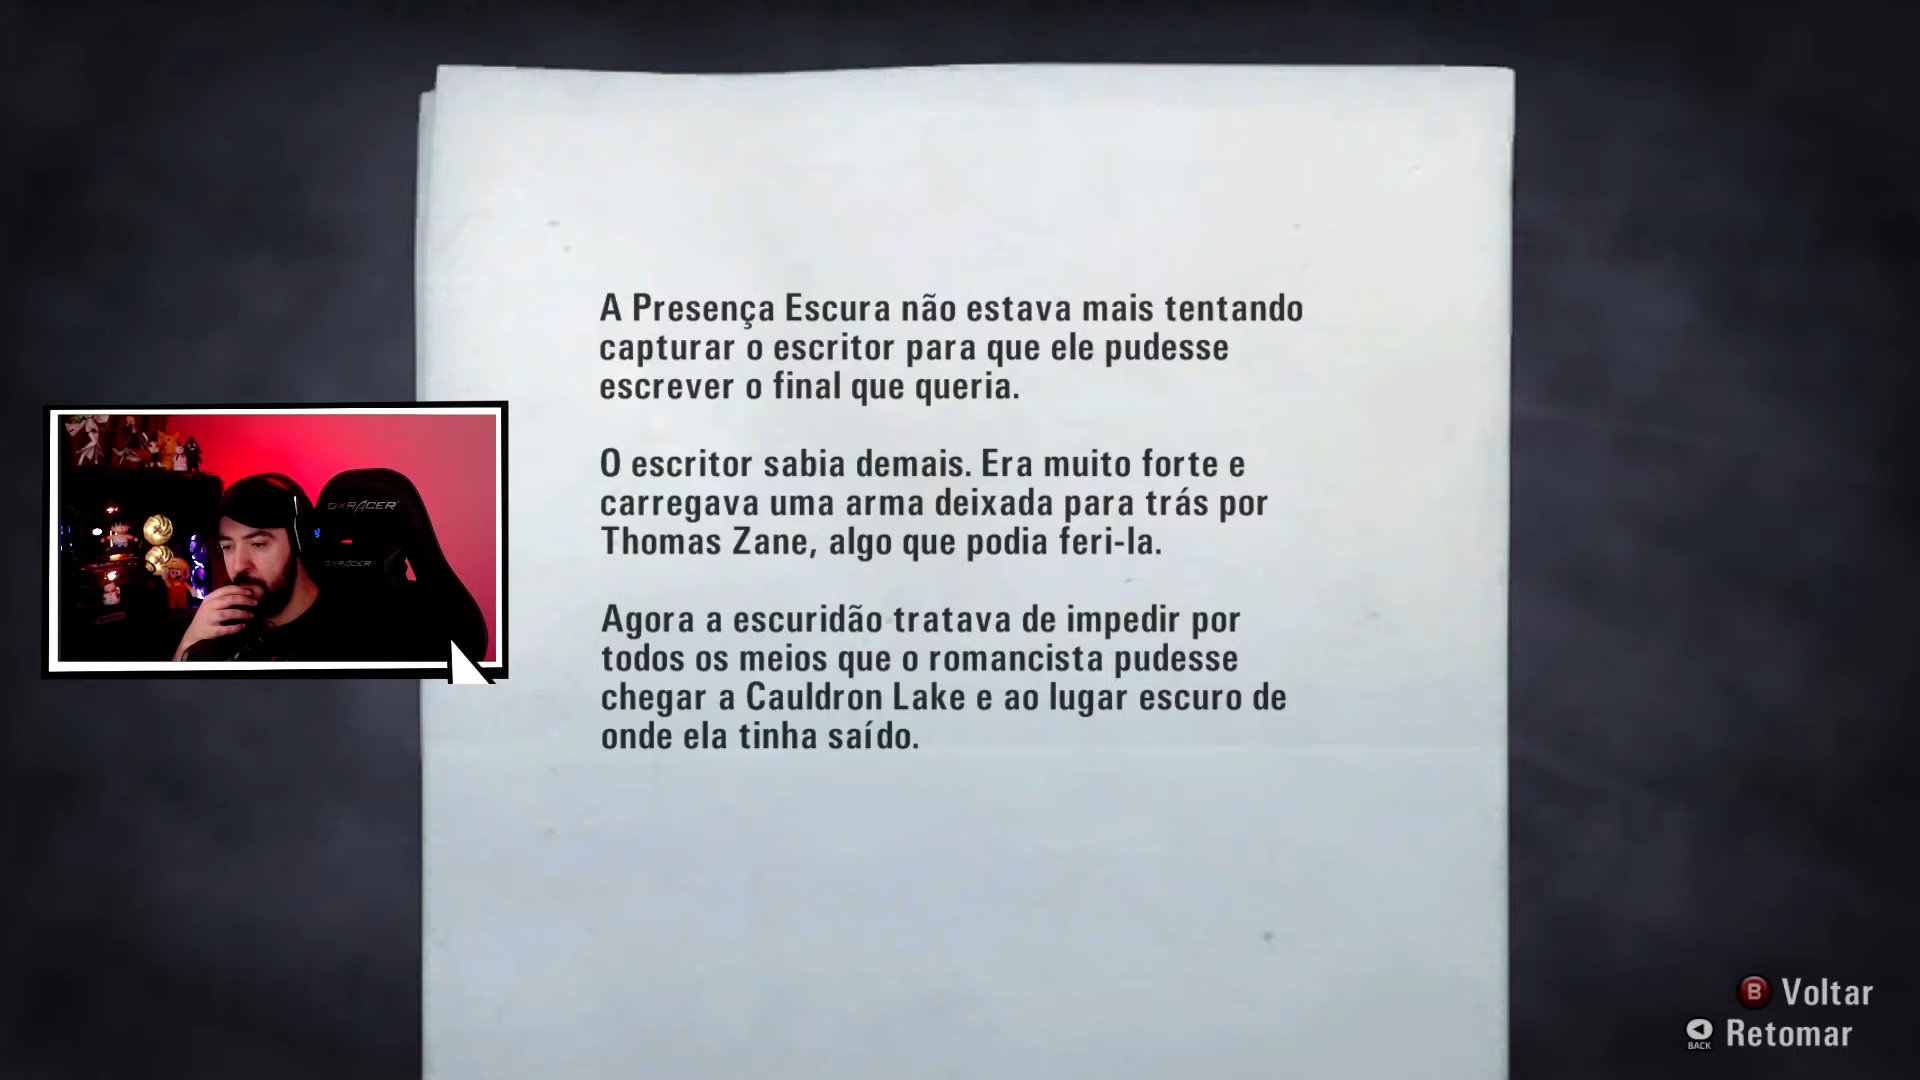 A Presença Escura não estava mais tentando
capturar o escritor para que ele pudesse
escrever o final que queria.
O escritor sabia demais. Era muito forte e
carregava uma arma deixada para trás por
Thomas Zane, algo que podia feri-la.
Agora a escuridão tratava de impedir por
todos os meios que o romancista pudesse
chegar a Cauldron Lake e ao lugar escuro de
onde ela tinha saído.
DXRACER
DXRACER
B Voltar
BACK Retomar